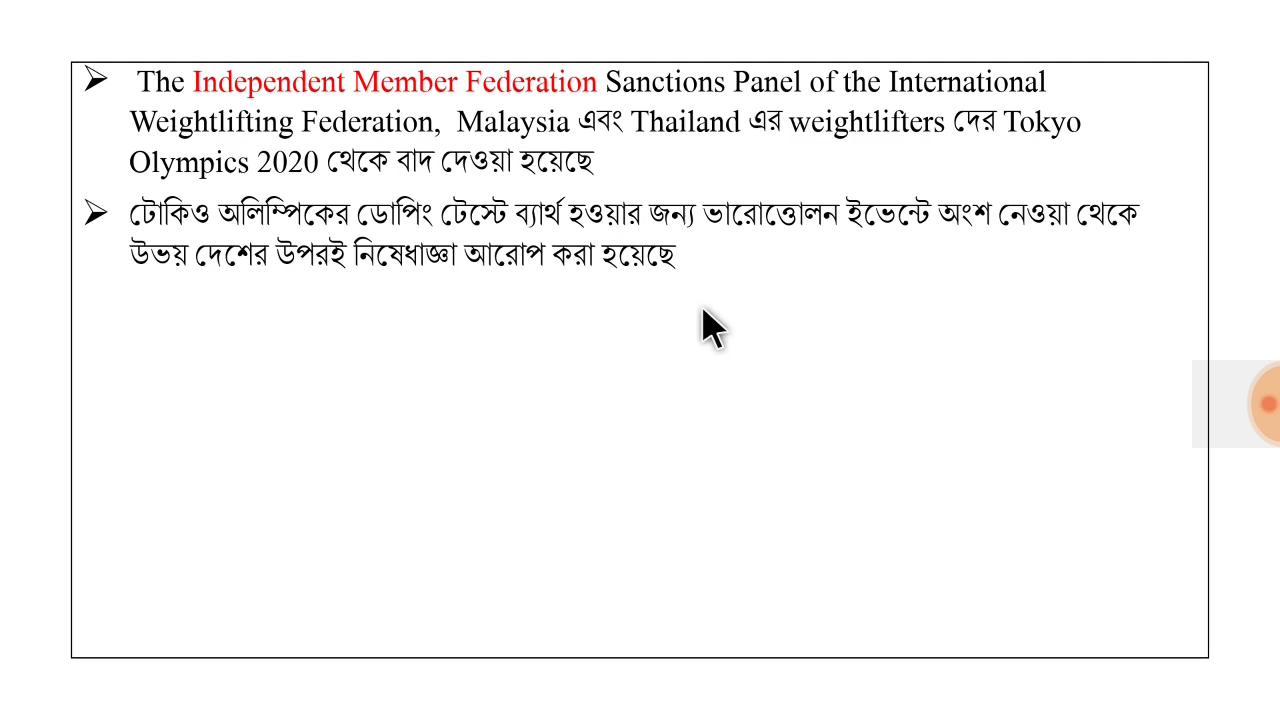 ➢ The Independent Member Federation Sanctions Panel of the International
Weightlifting Federation, Malaysia এবং Thailand এর weightlifters দের Tokyo
Olympics 2020 থেকে বাদ দেওয়া হয়েছে
➢ টোকিও অলিম্পিকের ডোপিং টেস্টে ব্যার্থ হওয়ার জন্য ভারোত্তোলন ইভেন্টে অংশ নেওয়া থেকে
উভয় দেশের উপরই নিষেধাজ্ঞা আরোপ করা হয়েছে